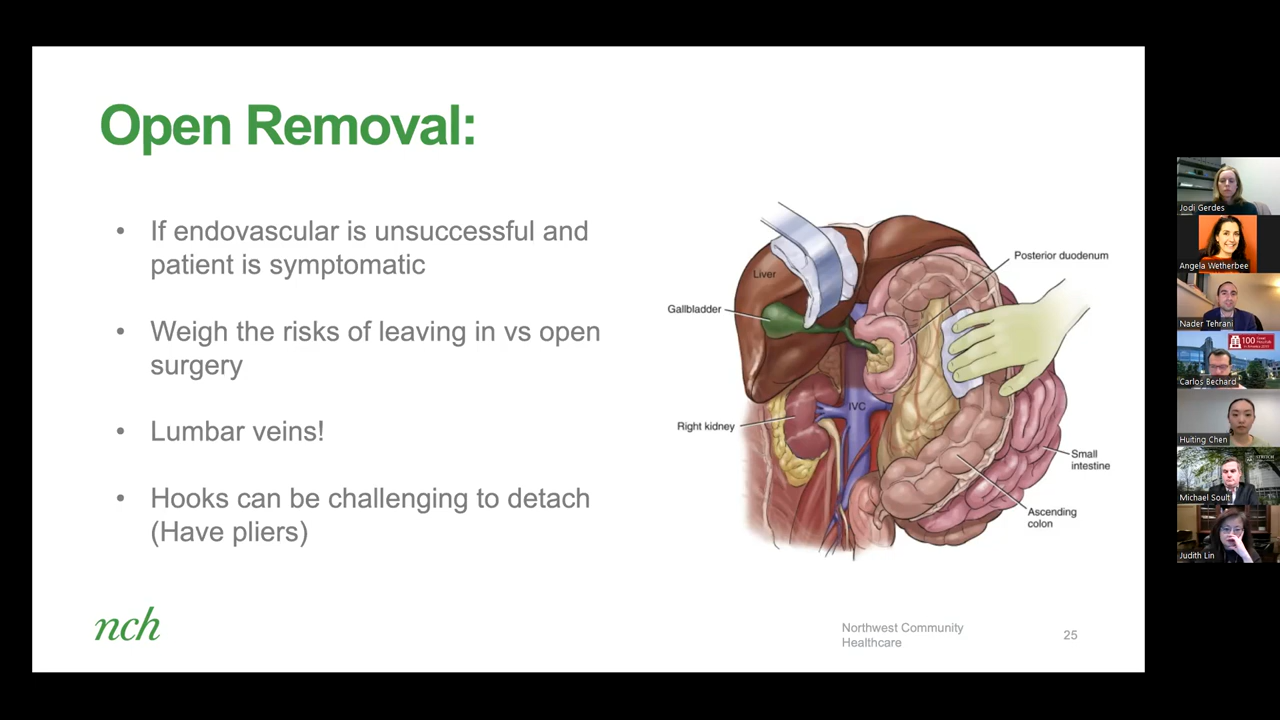 Open Removal:
• If endovascular is unsuccessful and
patient is symptomatic
• Weigh the risks of leaving in vs open
surgery
• Lumbar veins!
• Hooks can be challenging to detach
(Have pliers)
Liver
Gallbladder
Posterior duodenum
IVC
Right kidney
Small
intestine
Ascending
colon
nch
Northwest Community
Healthcare
25
Jodi Gerdes
Angela Wetherbee
Nader Tehrani
100
Carlos Bechard
Huiting Chen
Michael Soult
Judith Lin